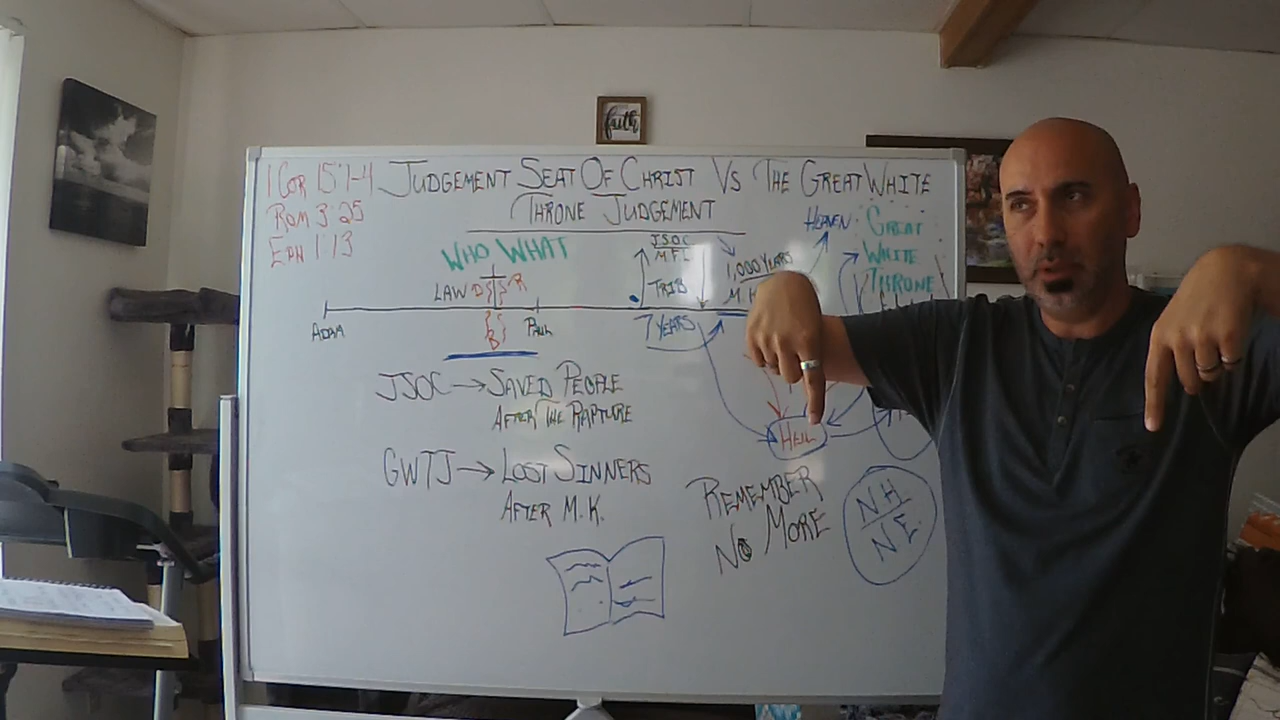 faith
1 Cor 15:1-4
Rom 3:25
Eph 1:13
JUDGEMENT SEAT OF CHRIST VS THE GREAT WHITE
THRONE JUDGEMENT
WHO WHAT
LAW D R
B
ADAM
PAUL
JSOC
M.F.L
TRIB
7 YEARS
1,000 YEARS
HEAVEN
GREAT
WHITE
THRONE
HELL
JSOC → SAVED PEOPLE
AFTER THE RAPTURE
GWTJ → LOST SINNERS
AFTER M.K.
REMEMBER
NO MORE
NH
NE